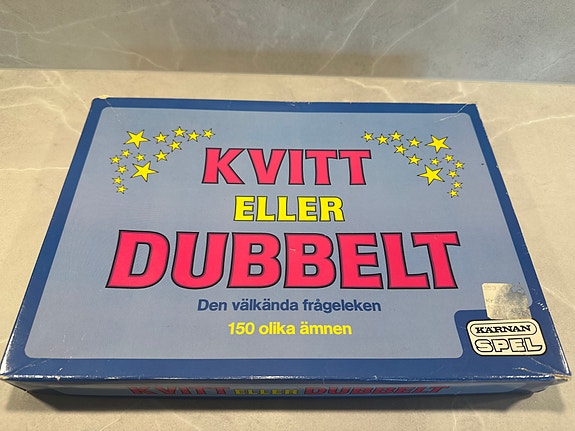 KVITT
ELLER
DUBBELT
Den välkända frågeleken
150 olika ämnen
KÄRNAN
SPEL
KVITT ELLER DUBBELT